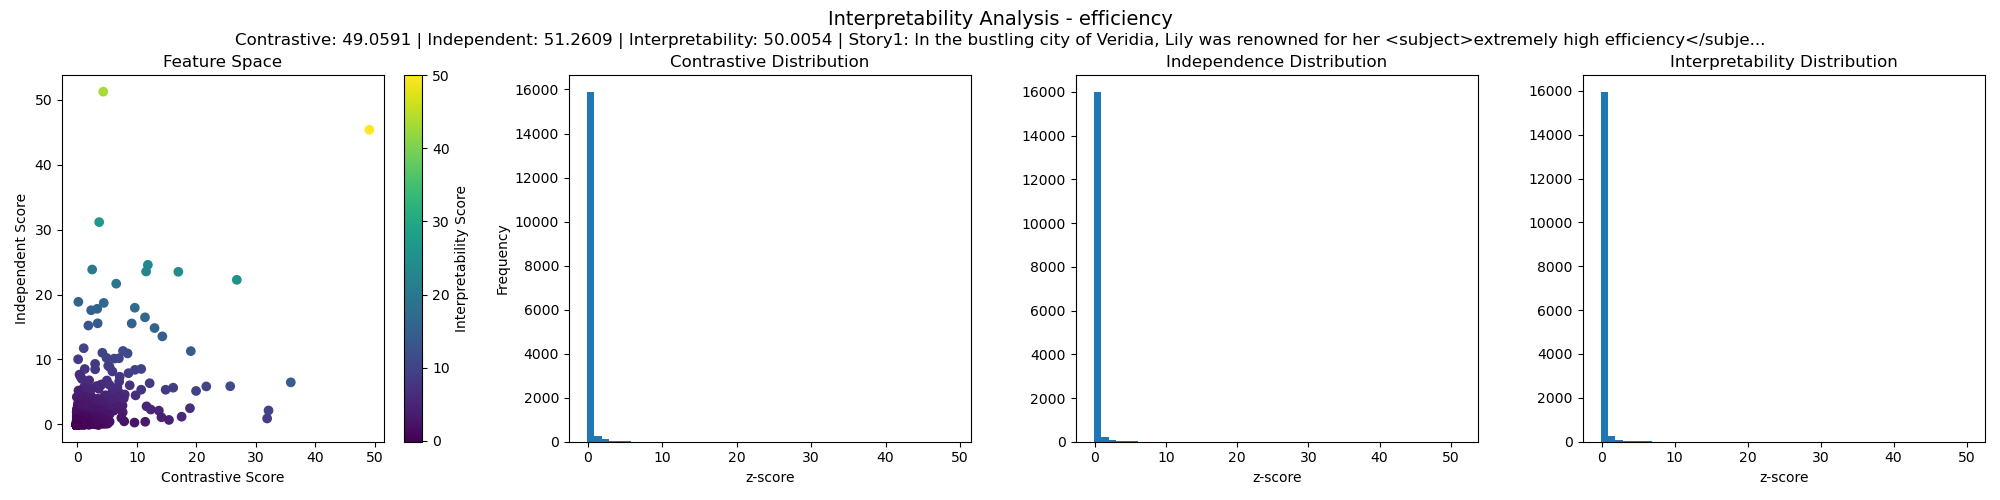 Interpretability Analysis - efficiency
Contrastive: 49.0591 | Independent: 51.2609 | Interpretability: 50.0054 | Story1: In the bustling city of Veridia, Lily was renowned for her <subject>extremely high efficiency</subje...
Feature Space
50
40
30
20
10
0
0 10 20 30 40 50
Independent Score
Contrastive Score
50
40
30
20
10
0
Interpretability Score
Contrastive Distribution
16000
14000
12000
10000
8000
6000
4000
2000
0
0 10 20 30 40 50
Frequency
z-score
Independence Distribution
16000
14000
12000
10000
8000
6000
4000
2000
0
0 10 20 30 40 50
z-score
Interpretability Distribution
16000
14000
12000
10000
8000
6000
4000
2000
0
0 10 20 30 40 50
z-score